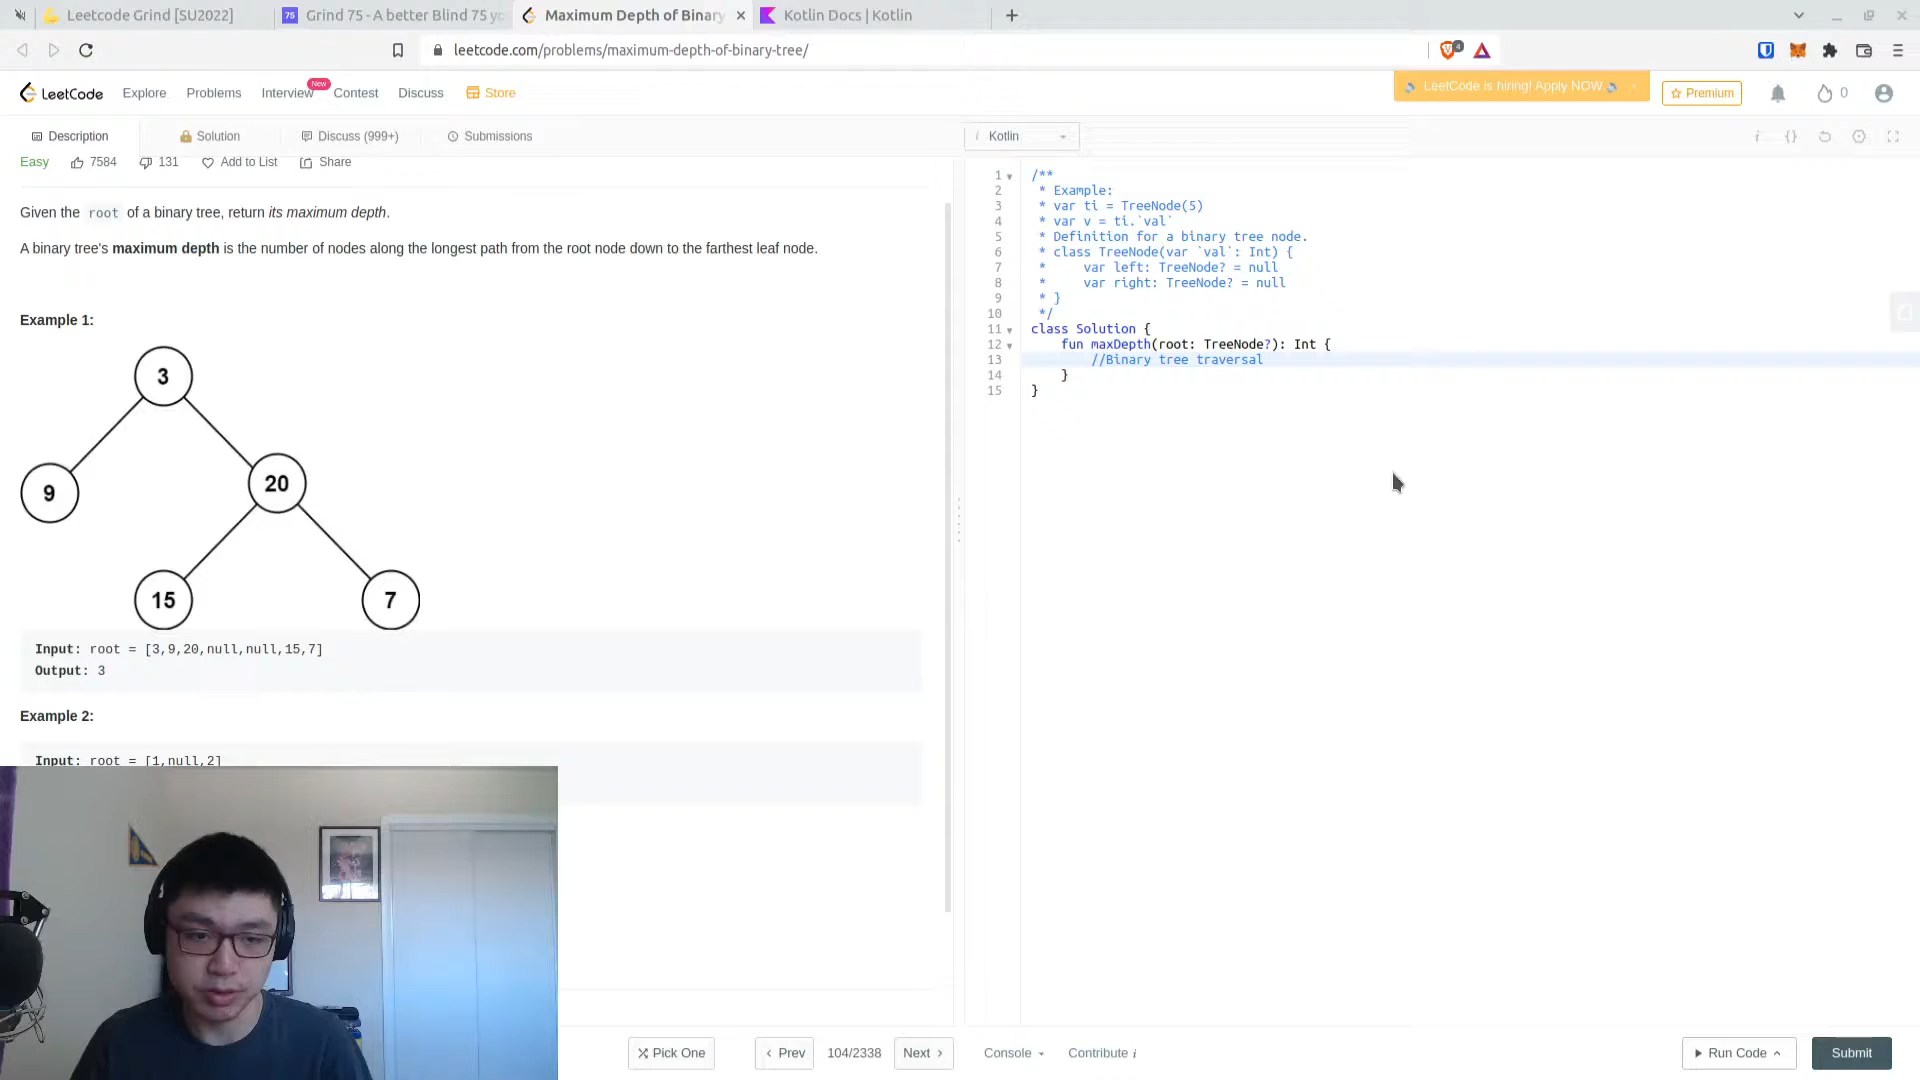 Leetcode Grind [SU2022]
75 Grind 75 - A better Blind 75 yo
Maximum Depth of Binary
Kotlin Docs | Kotlin
leetcode.com/problems/maximum-depth-of-binary-tree/
4
LeetCode
Explore
Problems
Interview
New
Contest
Discuss
Store
LeetCode is hiring! Apply NOW.
Premium
0
Description
Solution
Discuss (999+)
Submissions
Kotlin
Easy
7584
131
Add to List
Share
Given the root of a binary tree, return its maximum depth.
A binary tree's maximum depth is the number of nodes along the longest path from the root node down to the farthest leaf node.
Example 1:
3
9
20
15
7
Input: root = [3,9,20,null,null,15,7]
Output: 3
Example 2:
Input: root = [1,null,2]
1 /**
2 * Example:
3 * var ti = TreeNode(5)
4 * var v = ti.`val`
5 * Definition for a binary tree node.
6 * class TreeNode(var `val`: Int) {
7 * var left: TreeNode? = null
8 * var right: TreeNode? = null
9 * }
10 */
11 class Solution {
12 fun maxDepth(root: TreeNode?): Int {
13 //Binary tree traversal
14 }
15 }
Pick One
Prev
104/2338
Next
Console
Contribute i
Run Code
Submit